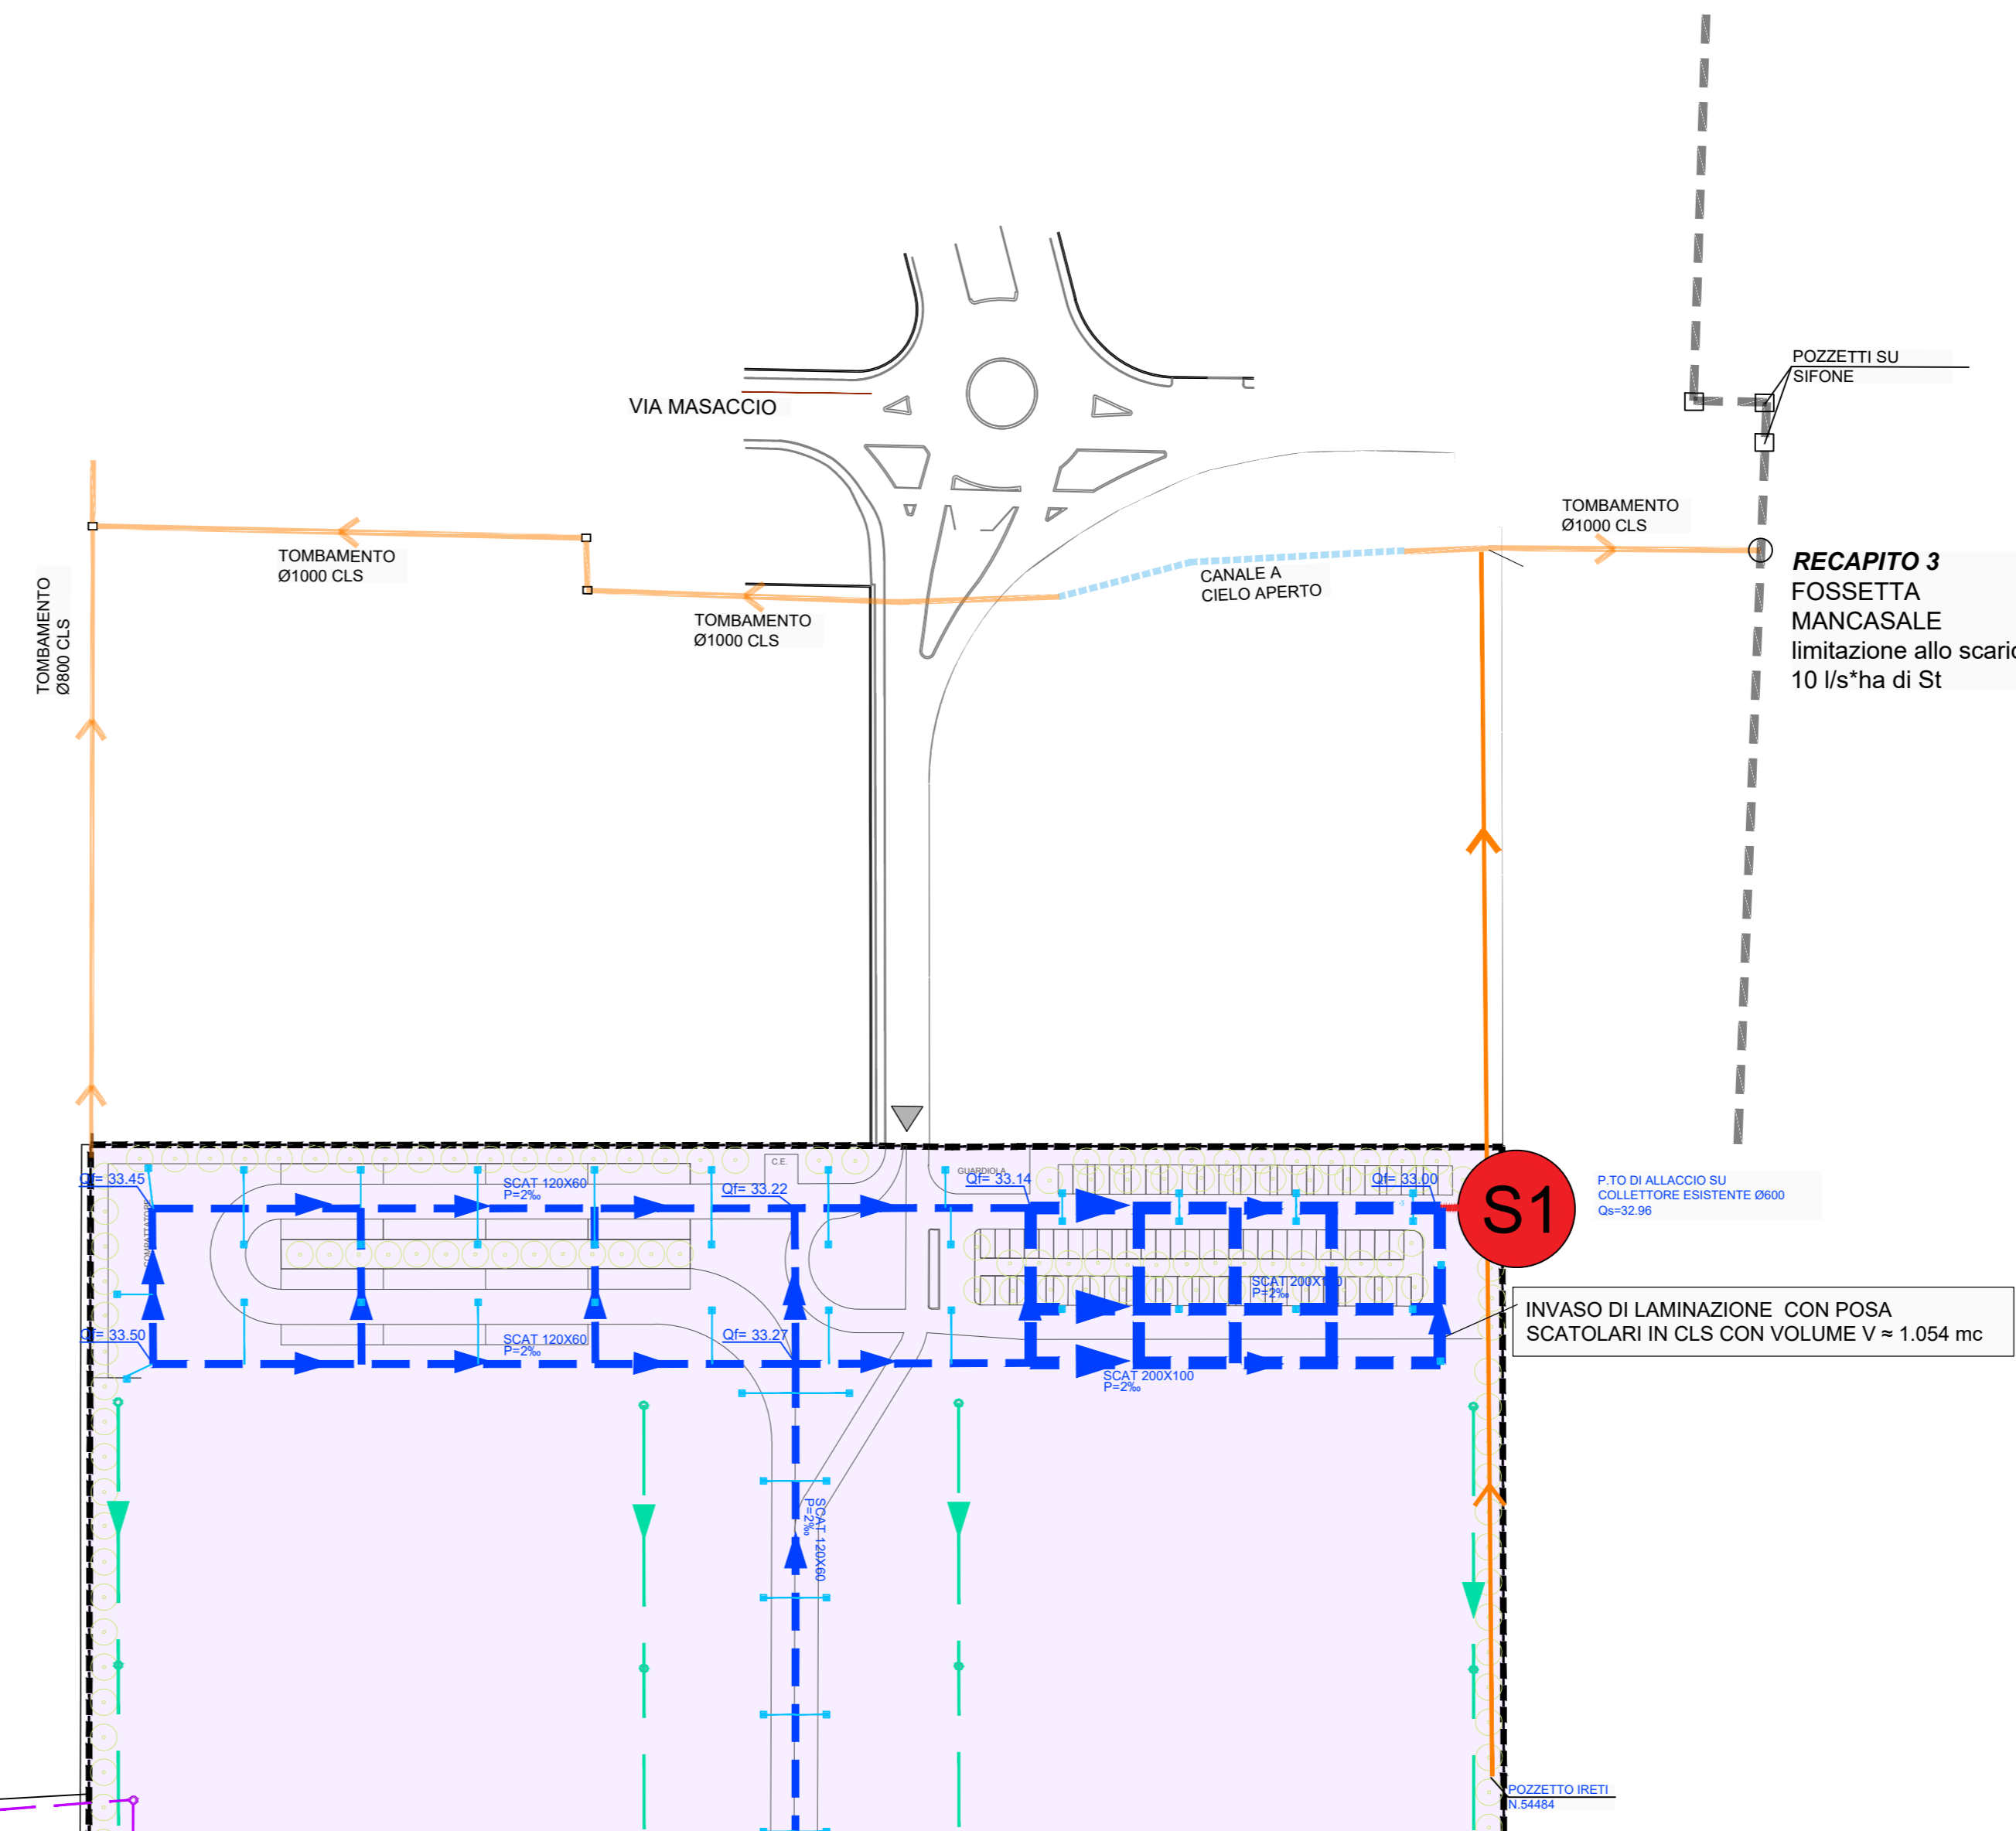 POZZETTI SU
SIFONE
VIA MASACCIO
TOMBAMENTO
Ø1000 CLS
RECAPITO 3
FOSSETTA
MANCASALE
limitazione allo scaric
10 l/s*ha di St
TOMBAMENTO
Ø1000 CLS
CANALE A
CIELO APERTO
TOMBAMENTO
Ø800 CLS
TOMBAMENTO
Ø1000 CLS
C.E.
GUARDIOLA
Qf= 33.45
SCAT 120X60
P=2‰
Qf= 33.22
Qf= 33.14
Qf= 33.00
S1
P.TO DI ALLACCIO SU
COLLETTORE ESISTENTE Ø600
Qs=32.96
COMPATTATORE
SCAT 200X100
P=2‰
INVASO DI LAMINAZIONE CON POSA
SCATOLARI IN CLS CON VOLUME V ≈ 1.054 mc
Qf= 33.50
SCAT 120X60
P=2‰
Qf= 33.27
SCAT 200X100
P=2‰
SCAT 120X60
P=2‰
POZZETTO IRETI
N.54484